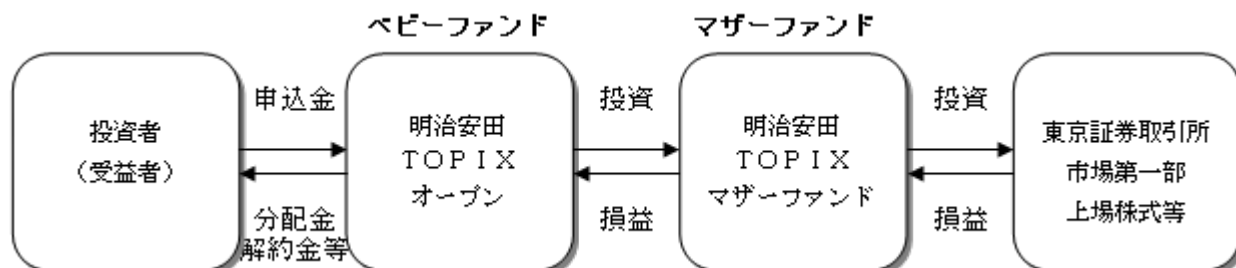 ベビーファンド
マザーファンド
投資者
（受益者）
申込金
分配金
解約金等
明治安田
ＴＯＰＩＸ
オープン
投資
損益
明治安田
ＴＯＰＩＸ
マザーファンド
投資
損益
東京証券取引所
市場第一部
上場株式等